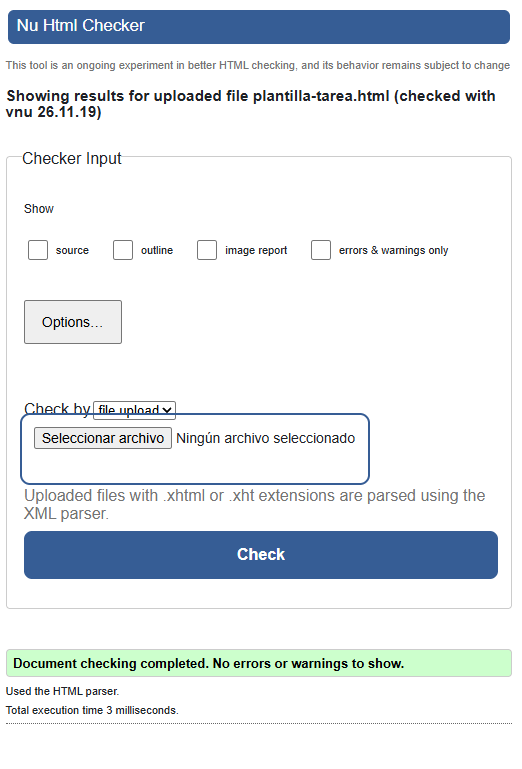 Nu Html Checker
This tool is an ongoing experiment in better HTML checking, and its behavior remains subject to change
Showing results for uploaded file plantilla-tarea.html (checked with
vnu 26.11.19)
Checker Input
Show
source outline image report errors & warnings only
Options...
Check by file upload
Seleccionar archivo Ningún archivo seleccionado
Uploaded files with .xhtml or .xht extensions are parsed using the
XML parser.
Check
Document checking completed. No errors or warnings to show.
Used the HTML parser.
Total execution time 3 milliseconds.